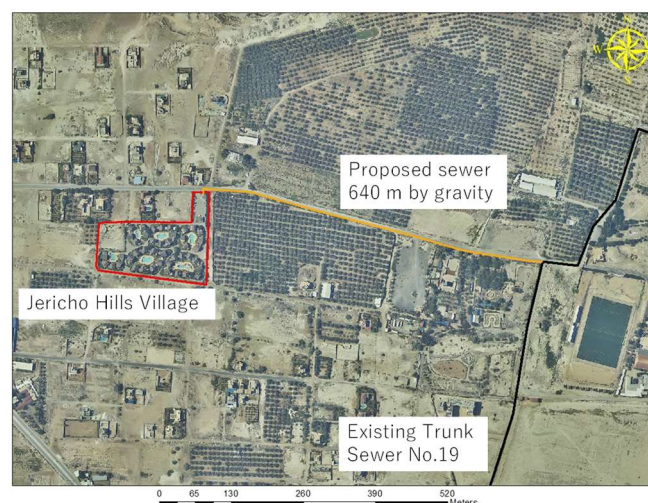 N
W
E
S
Proposed sewer
640 m by gravity
Jericho Hills Village
Existing Trunk
Sewer No.19
0 65 130 260 390 520
Meters